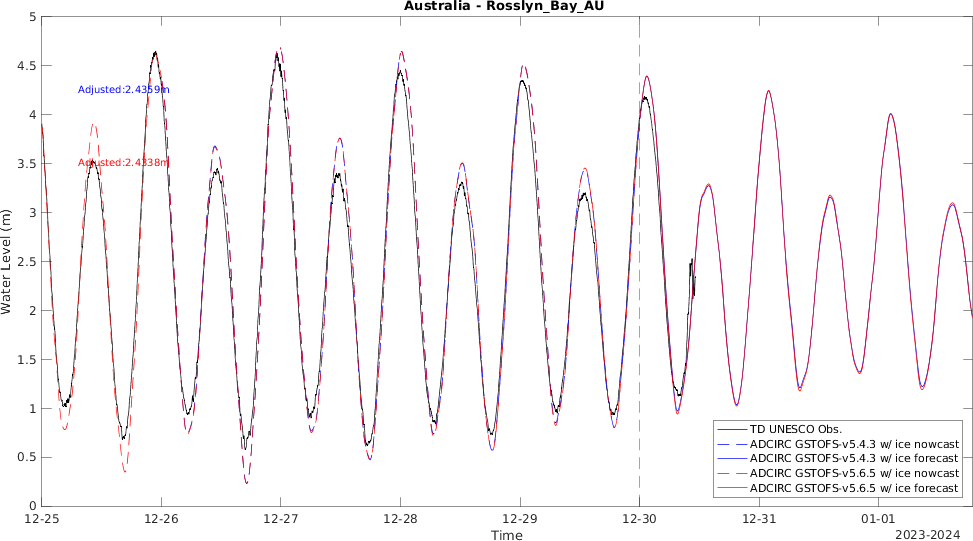 Australia - Rosslyn_Bay_AU
5
4.5
4
3.5
3
2.5
2
1.5
1
0.5
0
Water Level (m)
Adjusted:2.4359m
Adjusted:2.4338m
TD UNESCO Obs.
ADCIRC GSTOFS-v5.4.3 w/ ice nowcast
ADCIRC GSTOFS-v5.4.3 w/ ice forecast
ADCIRC GSTOFS-v5.6.5 w/ ice nowcast
ADCIRC GSTOFS-v5.6.5 w/ ice forecast
12-25 12-26 12-27 12-28 12-29 12-30 12-31 01-01
Time
2023-2024